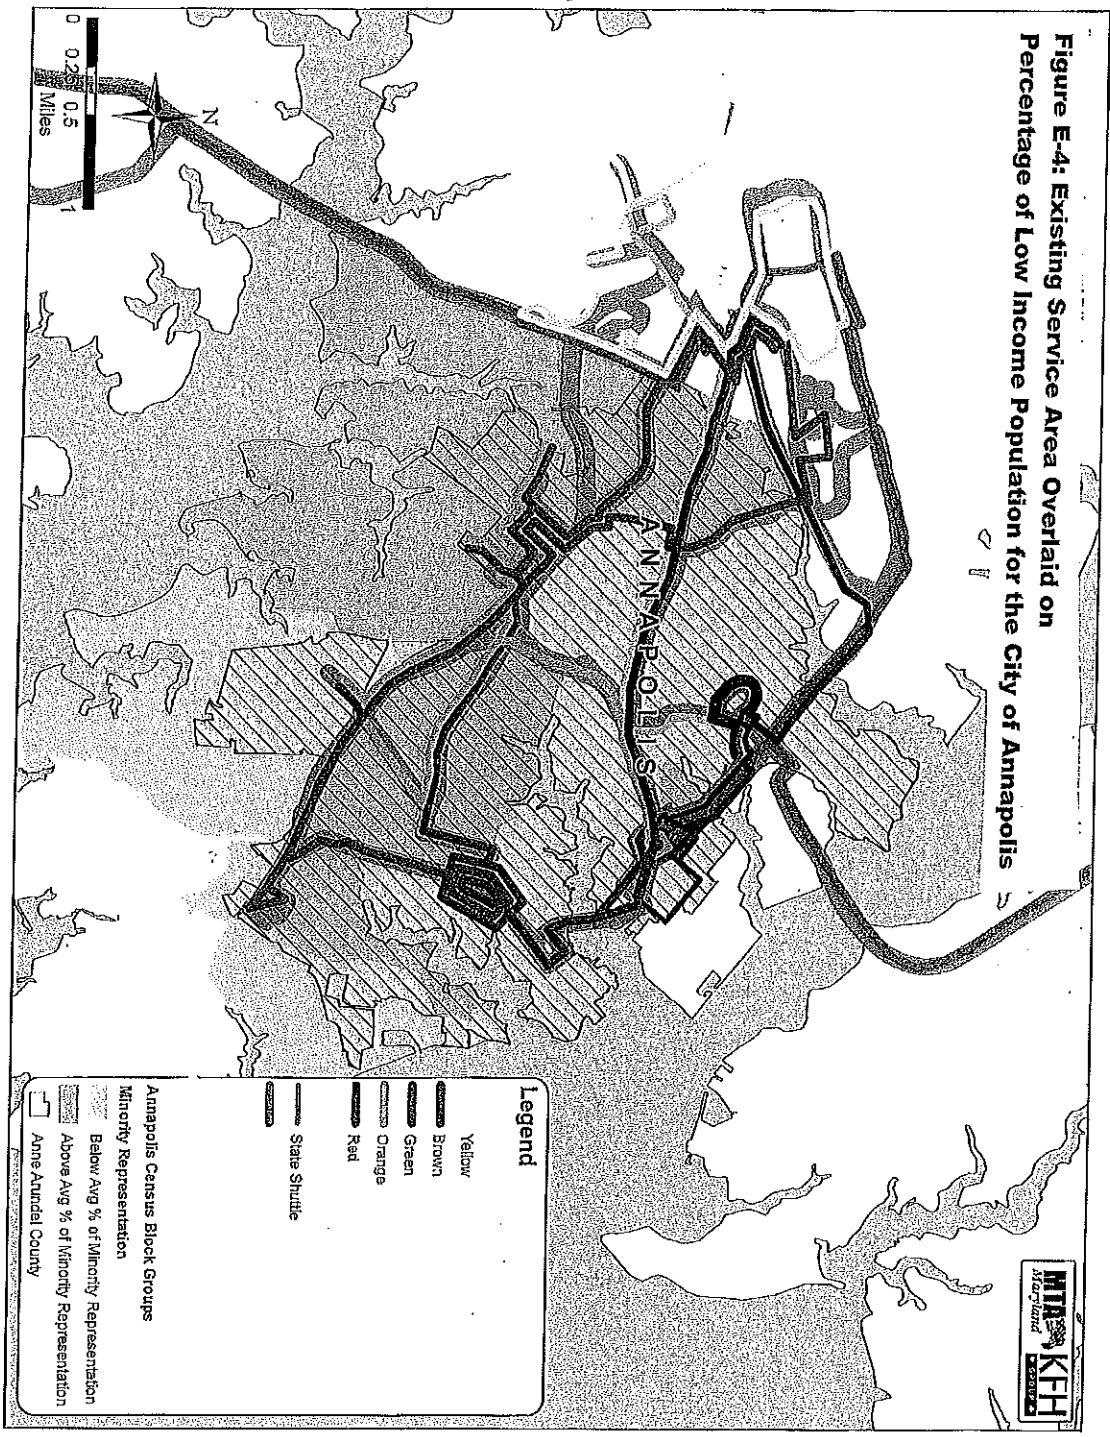 Figure E-4: Existing Service Area Overlaid on
Percentage of Low Income Population for the City of Annapolis
MTA
Maryland
KFH
GROUP
ANNAPOLIS
N
0 0.25 0.5 1
Miles
Legend
Yellow
Brown
Green
Orange
Red
State Shuttle
Annapolis Census Block Groups
Minority Representation
Below Avg % of Minority Representation
Above Avg % of Minority Representation
Anne Arundel County